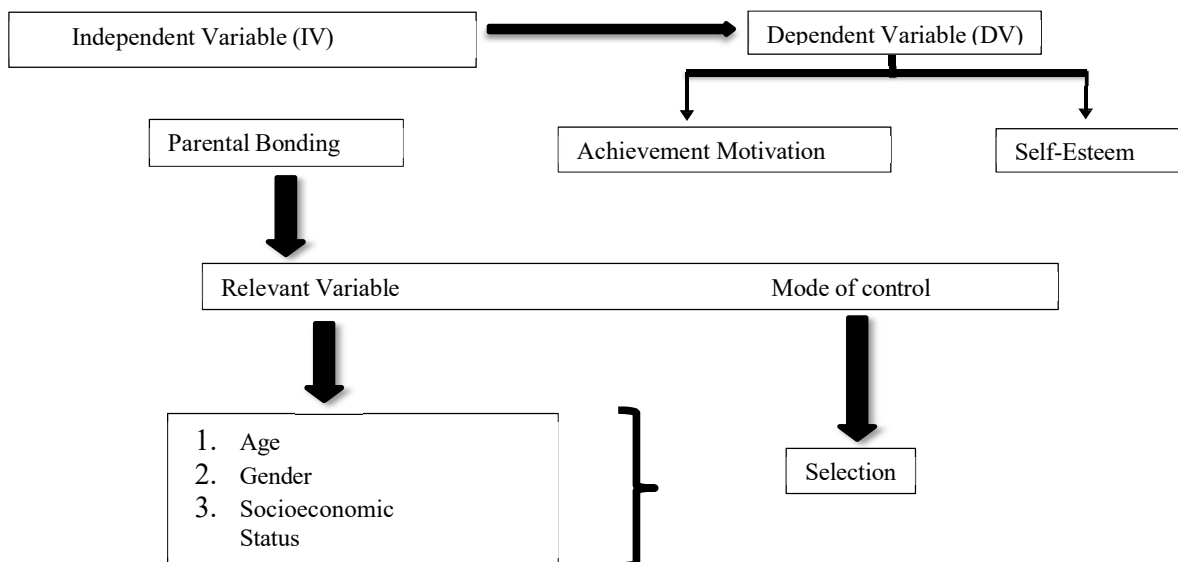 Independent Variable (IV)
Dependent Variable (DV)
Parental Bonding
Achievement Motivation
Self-Esteem
Relevant Variable
Mode of control
1. Age
2. Gender
3. Socioeconomic
Status
Selection